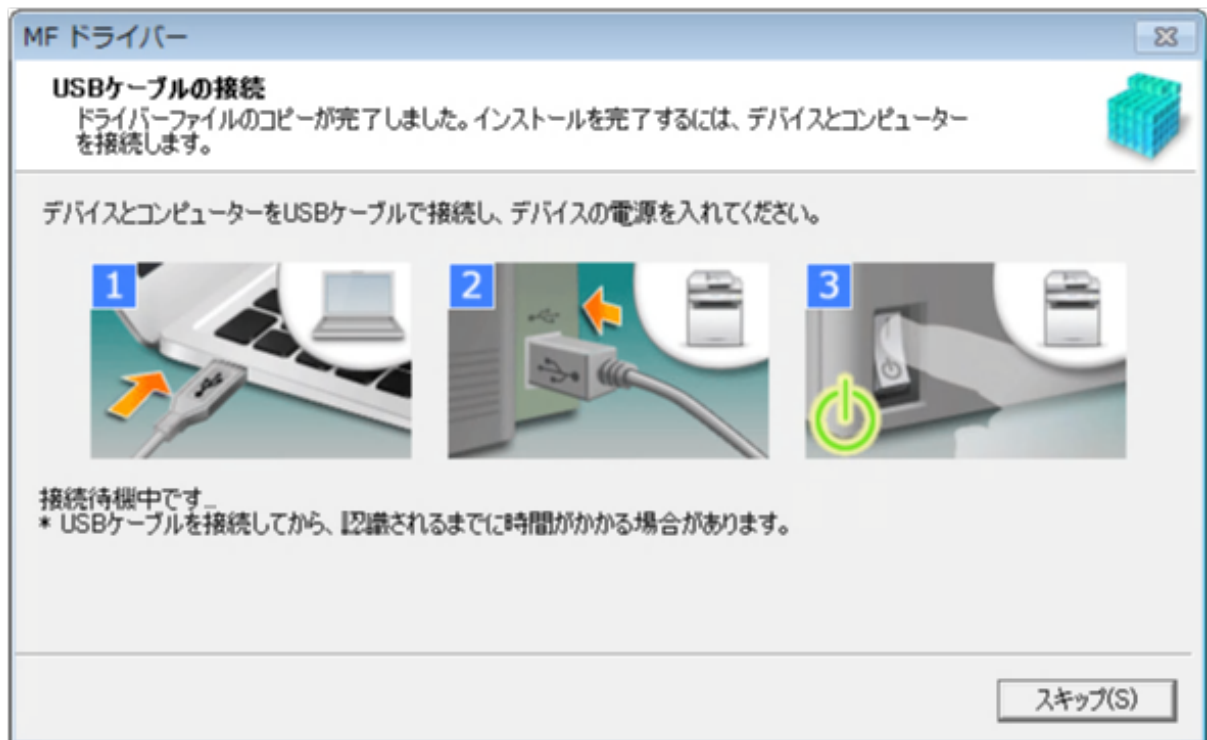 MF ドライバー
USBケーブルの接続
ドライバーファイルのコピーが完了しました。インストールを完了するには、デバイスとコンピューター
を接続します。
デバイスとコンピューターをUSBケーブルで接続し、デバイスの電源を入れてください。
1
2
3
接続待機中です...
* USBケーブルを接続してから、認識されるまでに時間がかかる場合があります。
スキップ(S)